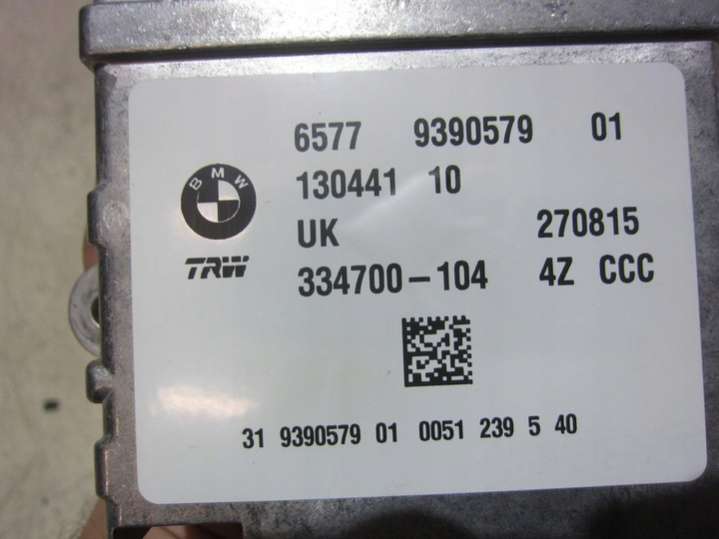 6577 9390579 01
130441 10
BMW
UK 270815
TRW
334700-104 4Z CCC
31 9390579 01 0051 239 5 40